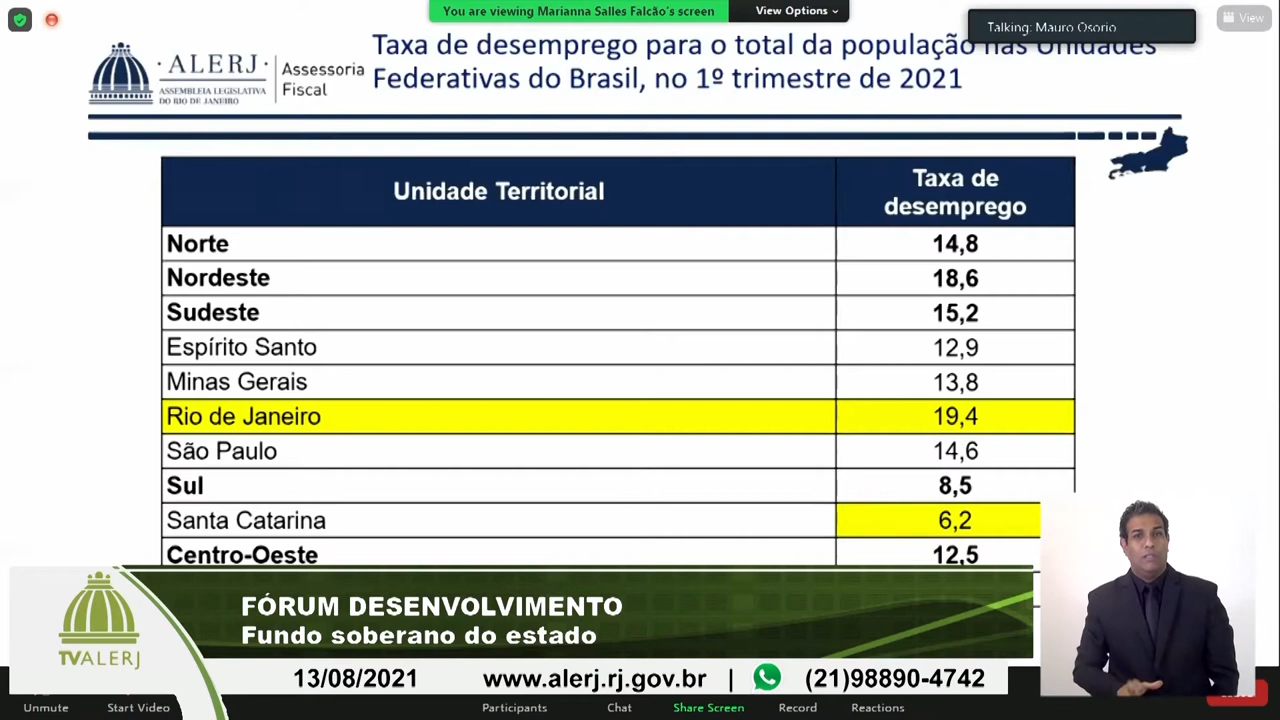 You are viewing Marianna Salles Falcão's screen
View Options
Talking: Mauro Osorio
View
ALERJ
ASSEMBLEIA LEGISLATIVA
DO RIO DE JANEIRO
Assessoria
Fiscal
Taxa de desemprego para o total da população nas Unidades
Federativas do Brasil, no 1º trimestre de 2021
Unidade Territorial
Taxa de
desemprego
Norte 14,8
Nordeste 18,6
Sudeste 15,2
Espírito Santo 12,9
Minas Gerais 13,8
Rio de Janeiro 19,4
São Paulo 14,6
Sul 8,5
Santa Catarina 6,2
Centro-Oeste 12,5
FÓRUM DESENVOLVIMENTO
Fundo soberano do estado
TVALERJ
13/08/2021 www.alerj.rj.gov.br | (21)98890-4742
Unmute Start Video Participants Chat Share Screen Record Reactions